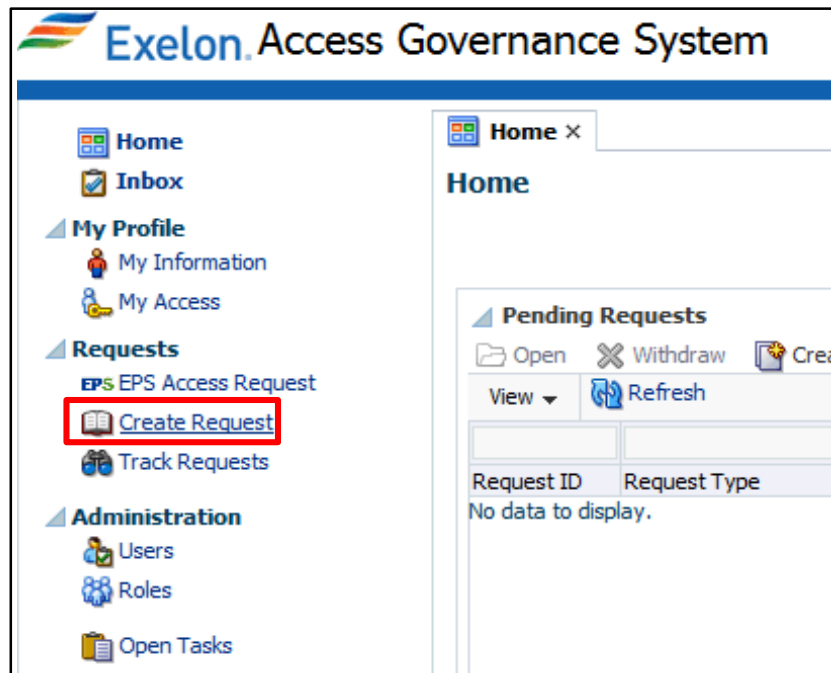 Exelon. Access Governance System
Home
Inbox
My Profile
My Information
My Access
Requests
EPS EPS Access Request
Create Request
Track Requests
Administration
Users
Roles
Open Tasks
Home ×
Home
Pending Requests
Open Withdraw Crea
View Refresh
Request ID Request Type
No data to display.